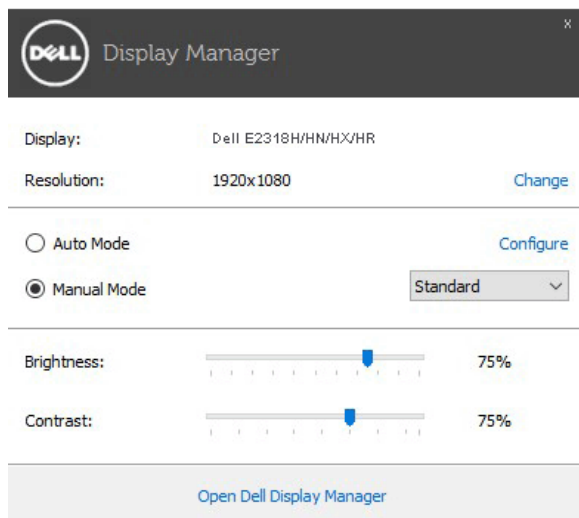 X
DELL Display Manager
Display: Dell E2318H/HN/HX/HR
Resolution: 1920x1080 Change
Auto Mode Configure
Manual Mode Standard
Brightness: 75%
Contrast: 75%
Open Dell Display Manager